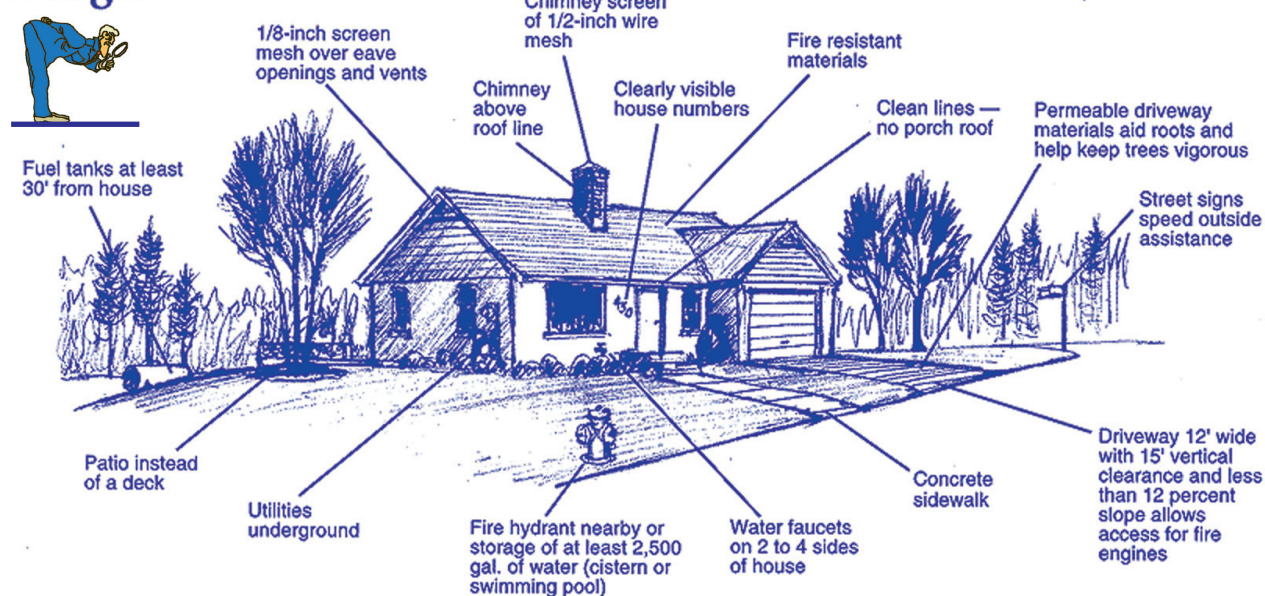 Chimney screen
of 1/2-inch wire
mesh
1/8-inch screen
mesh over eave
openings and vents
Fire resistant
materials
Chimney
above
roof line
Clearly visible
house numbers
Clean lines —
no porch roof
Permeable driveway
materials aid roots and
help keep trees vigorous
Fuel tanks at least
30' from house
Street signs
speed outside
assistance
430
Patio instead
of a deck
Utilities
underground
Fire hydrant nearby or
storage of at least 2,500
gal. of water (cistern or
swimming pool)
Water faucets
on 2 to 4 sides
of house
Concrete
sidewalk
Driveway 12' wide
with 15' vertical
clearance and less
than 12 percent
slope allows
access for fire
engines